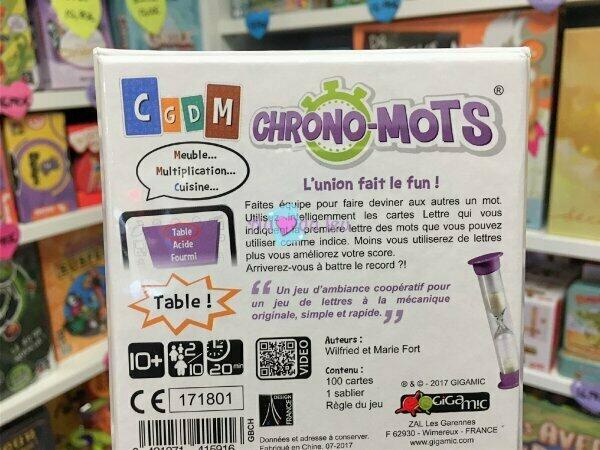 C G D M
CHRONO-MOTS®
L'union fait le fun !
Meuble...
Multiplication...
Cuisine...
Table
Acide
Fourmi
Table !
Faites équipe pour faire deviner aux autres un mot.
Utilisez intelligemment les cartes Lettre qui vous
indiquent la première lettre des mots que vous pouvez
utiliser comme indice. Moins vous utiliserez de lettres
plus vous améliorez votre score.
Arriverez-vous à battre le record ?!
“ Un jeu d'ambiance coopératif pour
un jeu de lettres à la mécanique
originale, simple et rapide. ”
10+
2/10
15
20min
VIDEO
Auteurs :
Wilfried et Marie Fort
Contenu :
100 cartes
1 sablier
Règle du jeu
CE
171801
DESIGN
FRANCE
GBCH
Données et adresse à conserver.
Fabriqué en Chine. 07-2017
® & © - 2017 GIGAMIC
GiGAMiC
ZAL Les Garennes
F 62930 - Wimereux - FRANCE
www.gigamic.com